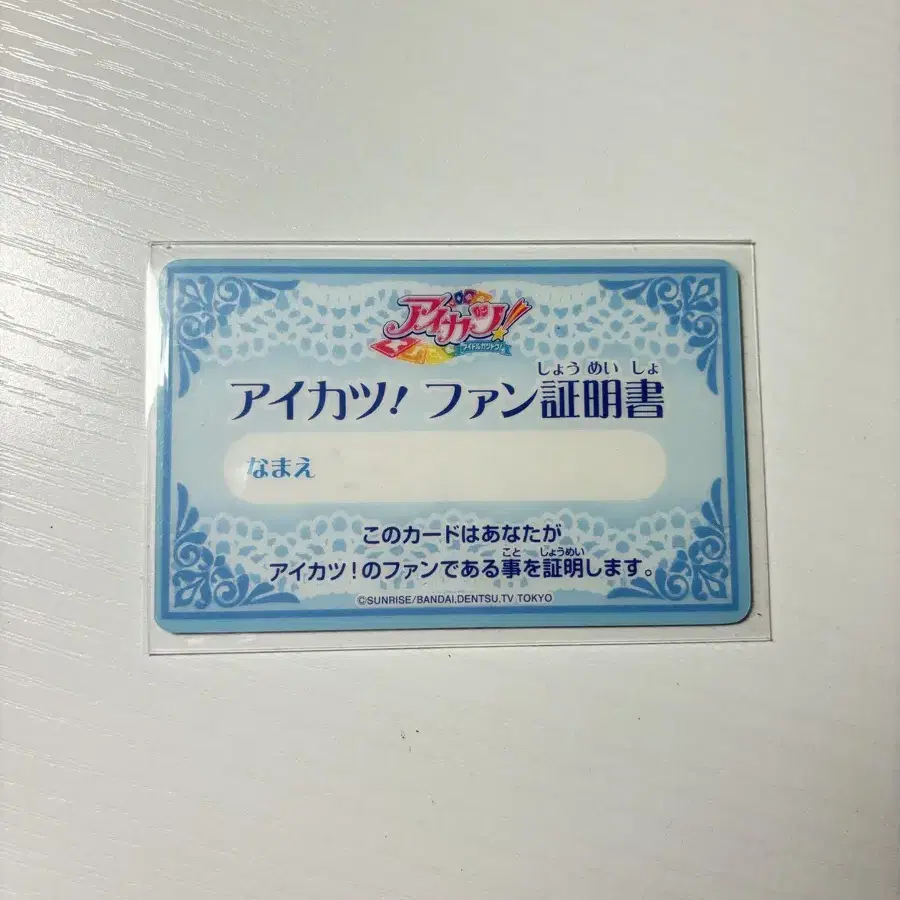 アイカツ!
アイドルカツドウ!
しょう めい しょ
アイカツ! ファン証明書
なまえ
このカードはあなたが
こと しょうめい
アイカツ!のファンである事を証明します。
©SUNRISE/BANDAI,DENTSU,TV TOKYO